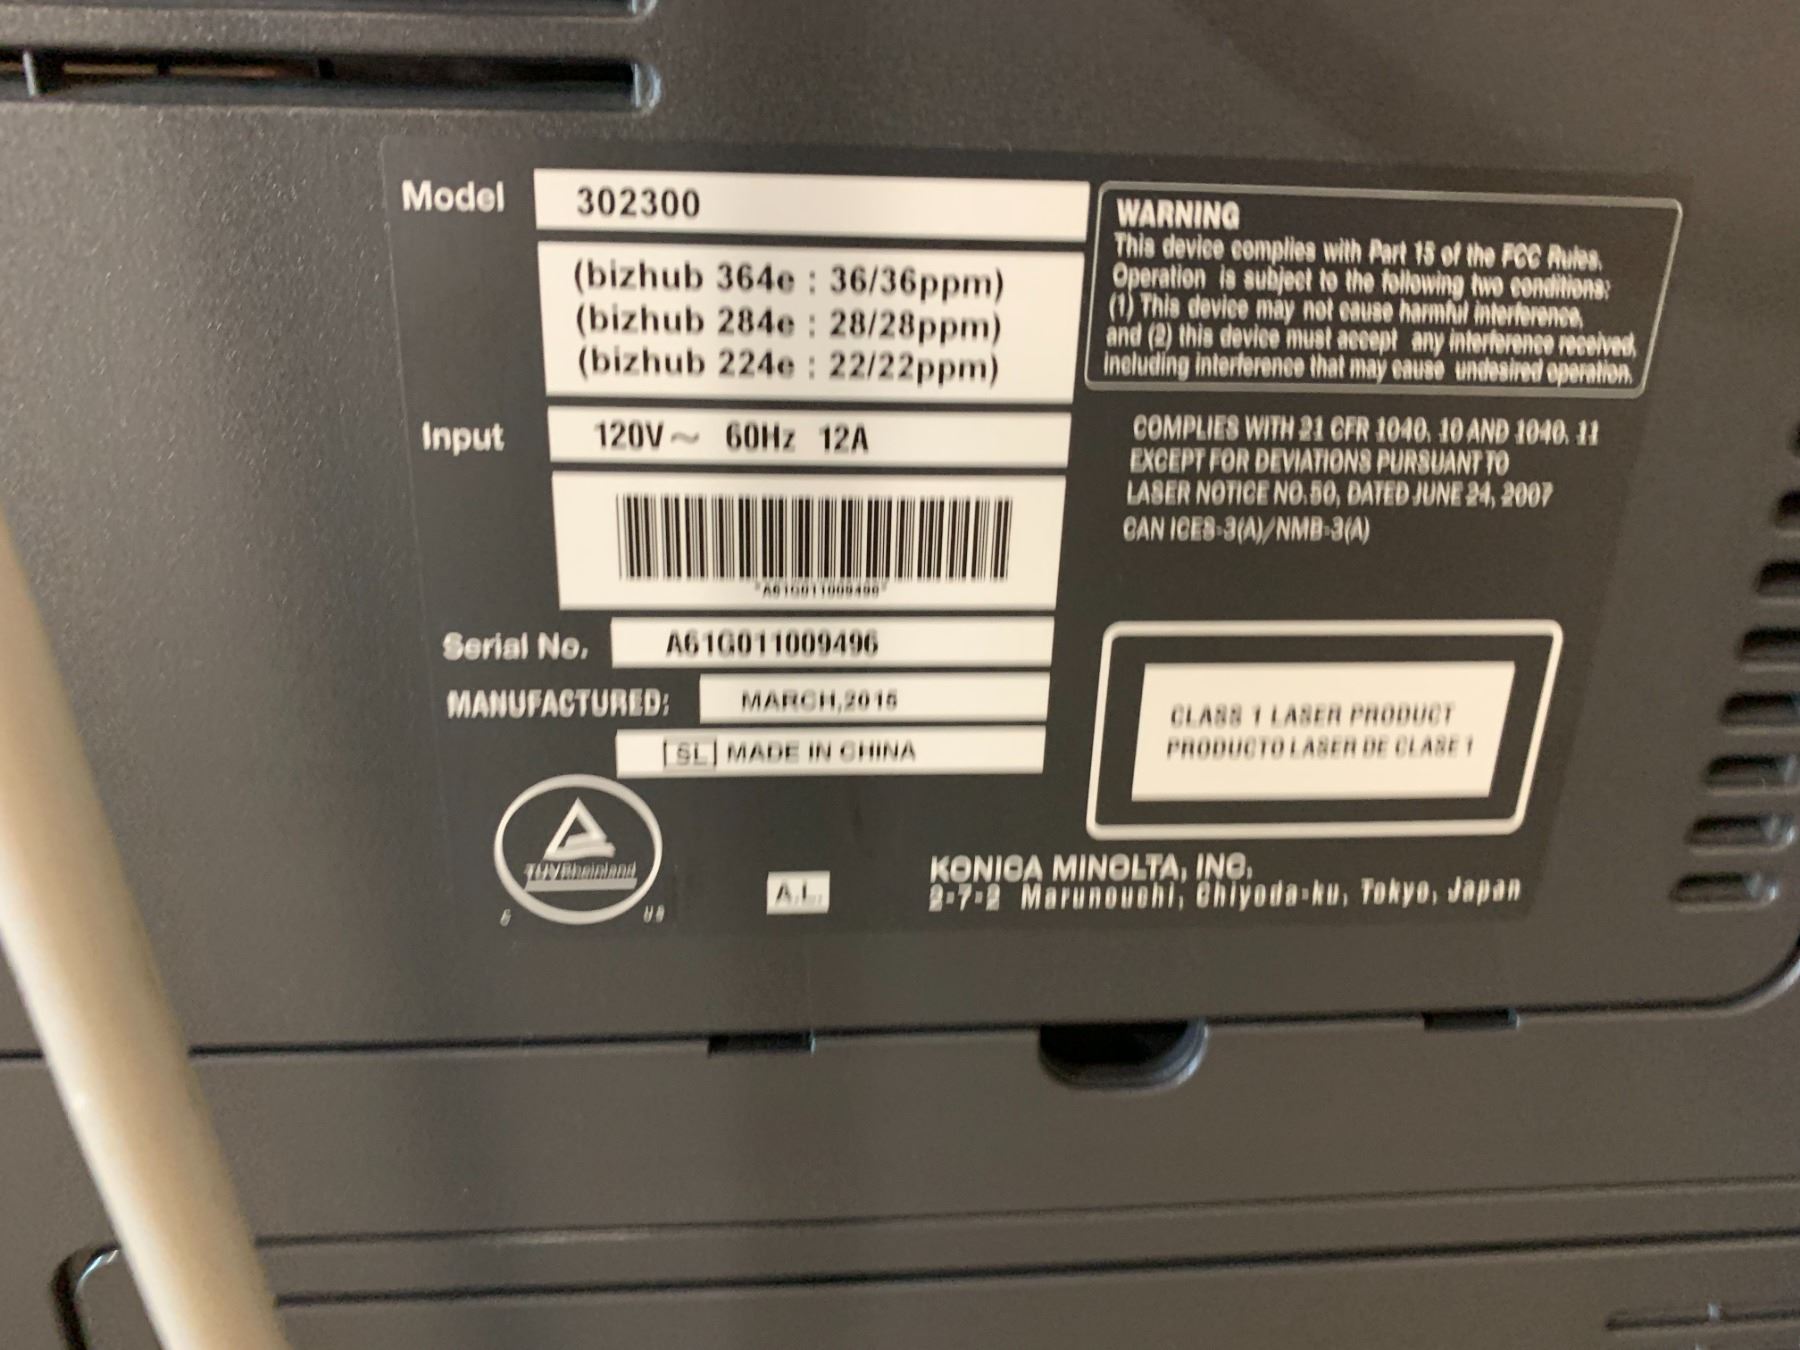 Model 302300
(bizhub 364e : 36/36ppm)
(bizhub 284e : 28/28ppm)
(bizhub 224e : 22/22ppm)
Input 120V~ 60Hz 12A
*A61G011009496*
Serial No. A61G011009496
MANUFACTURED: MARCH,2015
SL MADE IN CHINA
TÜVRheinland
C US
A.L.
WARNING
This device complies with Part 15 of the FCC Rules.
Operation is subject to the following two conditions:
(1) This device may not cause harmful interference,
and (2) this device must accept any interference received,
including interference that may cause undesired operation.
COMPLIES WITH 21 CFR 1040. 10 AND 1040. 11
EXCEPT FOR DEVIATIONS PURSUANT TO
LASER NOTICE NO.50, DATED JUNE 24, 2007
CAN ICES-3(A)/NMB-3(A)
CLASS 1 LASER PRODUCT
PRODUCTO LASER DE CLASE 1
KONICA MINOLTA, INC.
2-7-2 Marunouchi, Chiyoda-ku, Tokyo, Japan